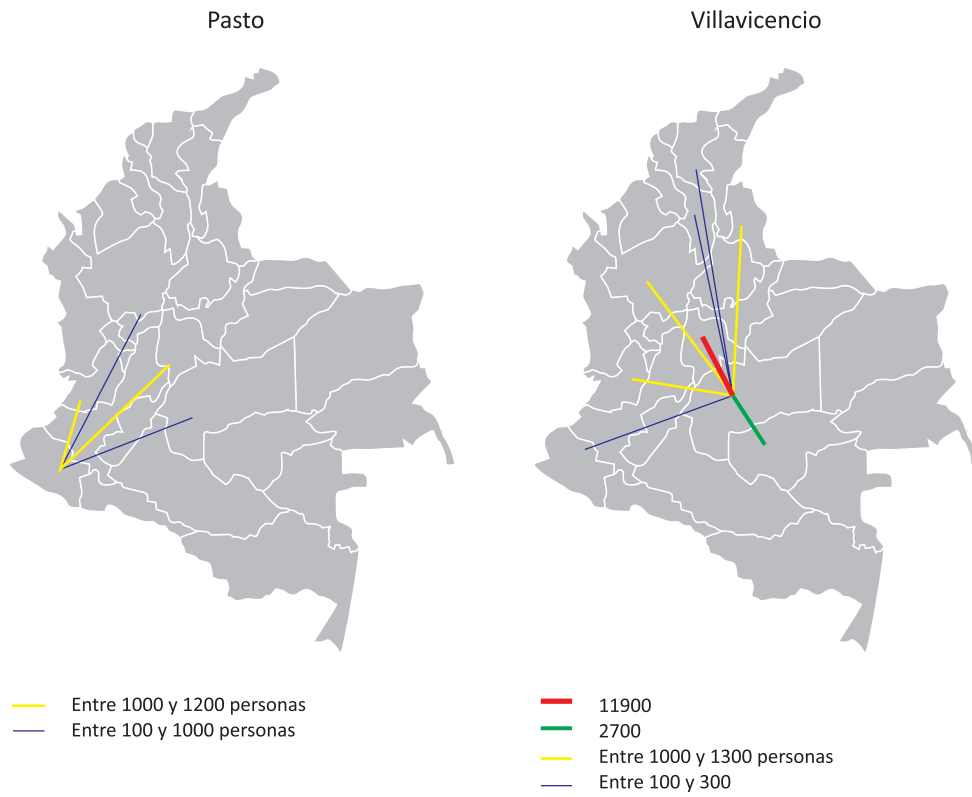 Pasto
Villavicencio
Entre 1000 y 1200 personas
Entre 100 y 1000 personas
11900
2700
Entre 1000 y 1300 personas
Entre 100 y 300